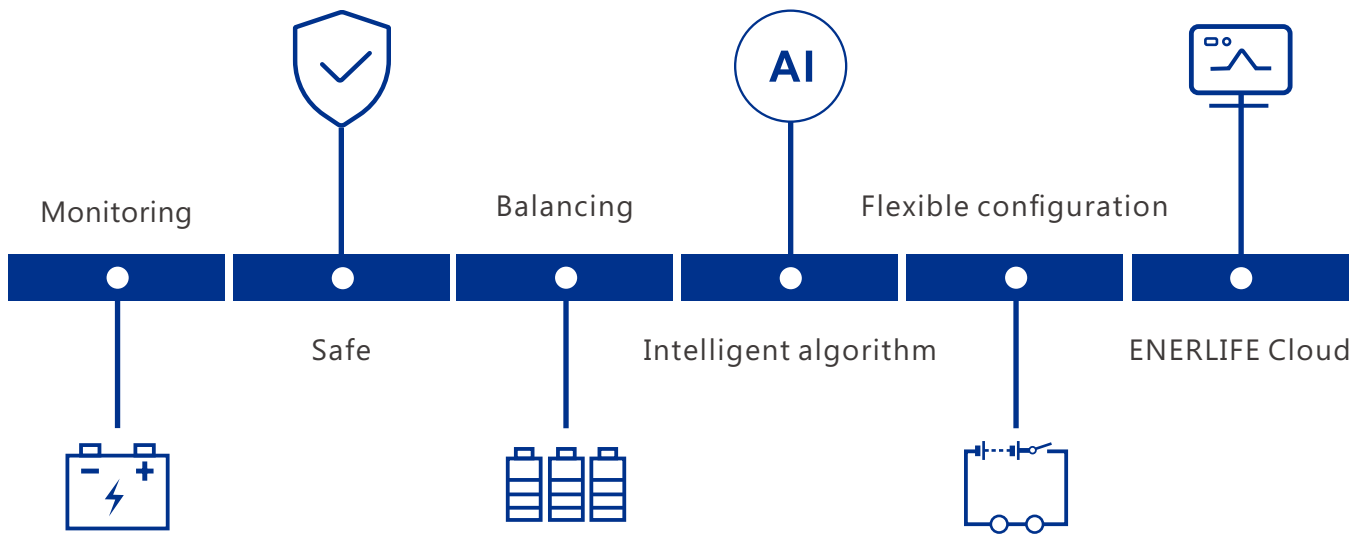 AI
Monitoring
Balancing
Flexible configuration
Safe
Intelligent algorithm
ENERLIFE Cloud